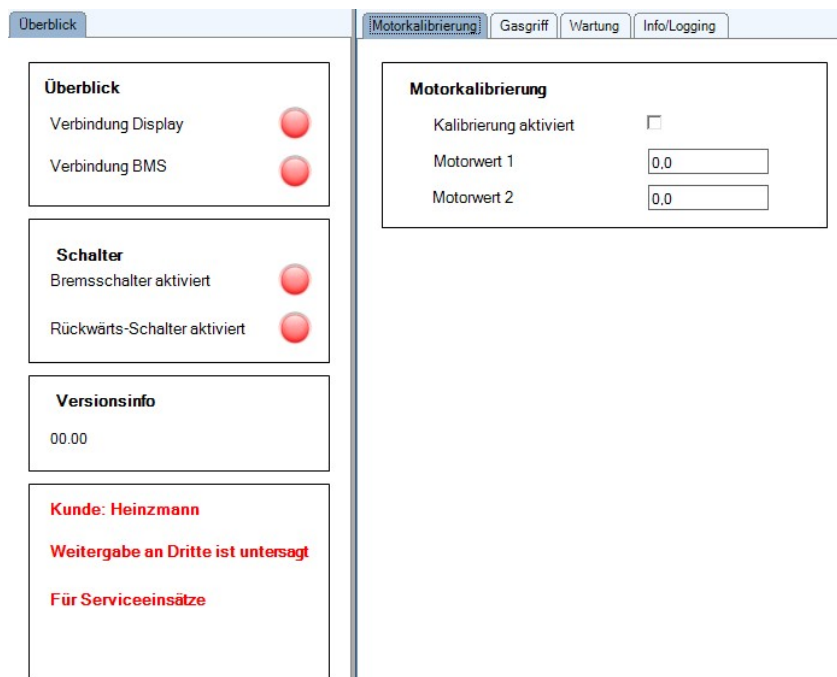 Überblick
Überblick
Verbindung Display
Verbindung BMS
Schalter
Bremsschalter aktiviert
Rückwärts-Schalter aktiviert
Versionsinfo
00.00
Kunde: Heinzmann
Weitergabe an Dritte ist untersagt
Für Serviceeinsätze
Motorkalibrierung Gasgriff Wartung Info/Logging
Motorkalibrierung
Kalibrierung aktiviert
Motorwert 1 0,0
Motorwert 2 0,0